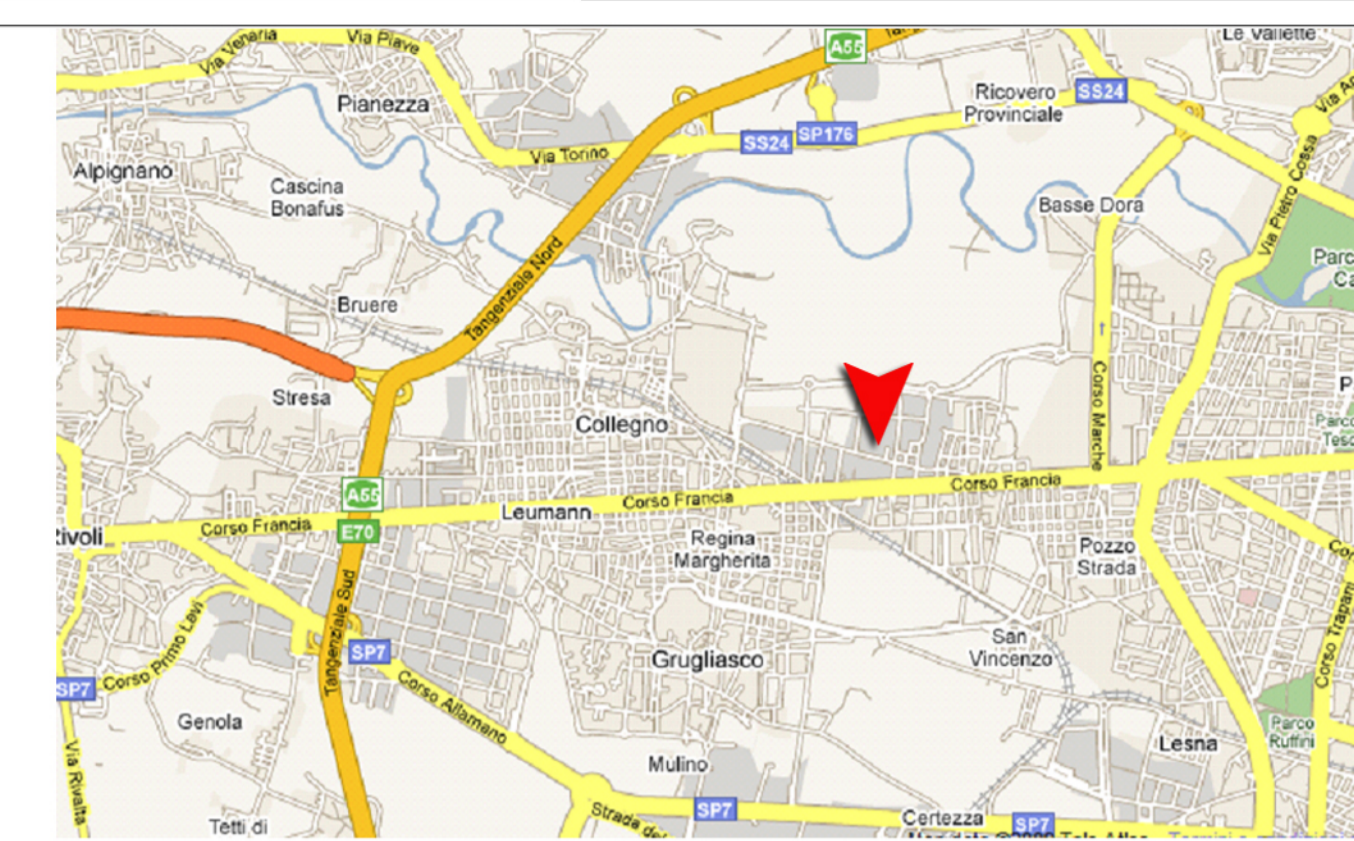 Via Venaria
Via Piave
A55
Le Vallette
Pianezza
Ricovero
Provinciale
SS24
SS24
SP176
Via Torino
Alpignano
Cascina
Bonafus
Basse Dora
Via Pietro Cossa
Parc
Ca
Tangenziale Nord
Bruere
Stresa
Collegno
Corso Marche
P
Parco
Tesc
A55
Corso Francia
Corso Francia
Corso Francia
Leumann
E70
Rivoli
Regina
Margherita
Pozzo
Strada
Tangenziale Sud
Corso Primo Levi
SP7
SP7
Grugliasco
San
Vincenzo
Corso Trapani
Corso Allamano
Genola
Parco
Ruffini
Lesna
Via Rivalta
Mulino
SP7
Certezza
SP7
Tetti di